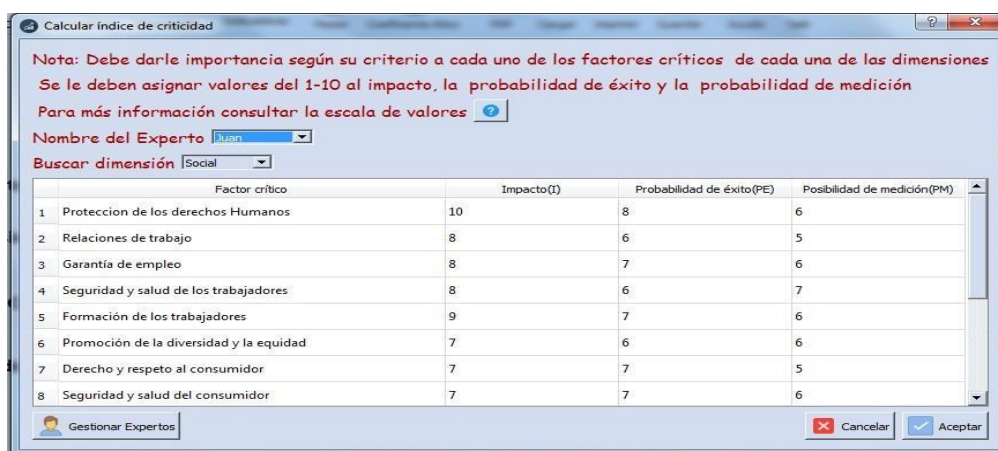 Calcular índice de criticidad
Nota: Debe darle importancia según su criterio a cada uno de los factores críticos de cada una de las dimensiones
Se le deben asignar valores del 1-10 al impacto, la probabilidad de éxito y la probabilidad de medición
Para más información consultar la escala de valores ?
Nombre del Experto Juan
Buscar dimensión Social
Factor crítico Impacto(I) Probabilidad de éxito(PE) Posibilidad de medición(PM)
1 Proteccion de los derechos Humanos 10 8 6
2 Relaciones de trabajo 8 6 5
3 Garantía de empleo 8 7 6
4 Seguridad y salud de los trabajadores 8 6 7
5 Formación de los trabajadores 9 7 6
6 Promoción de la diversidad y la equidad 7 6 6
7 Derecho y respeto al consumidor 7 7 5
8 Seguridad y salud del consumidor 7 7 6
Gestionar Expertos Cancelar Aceptar